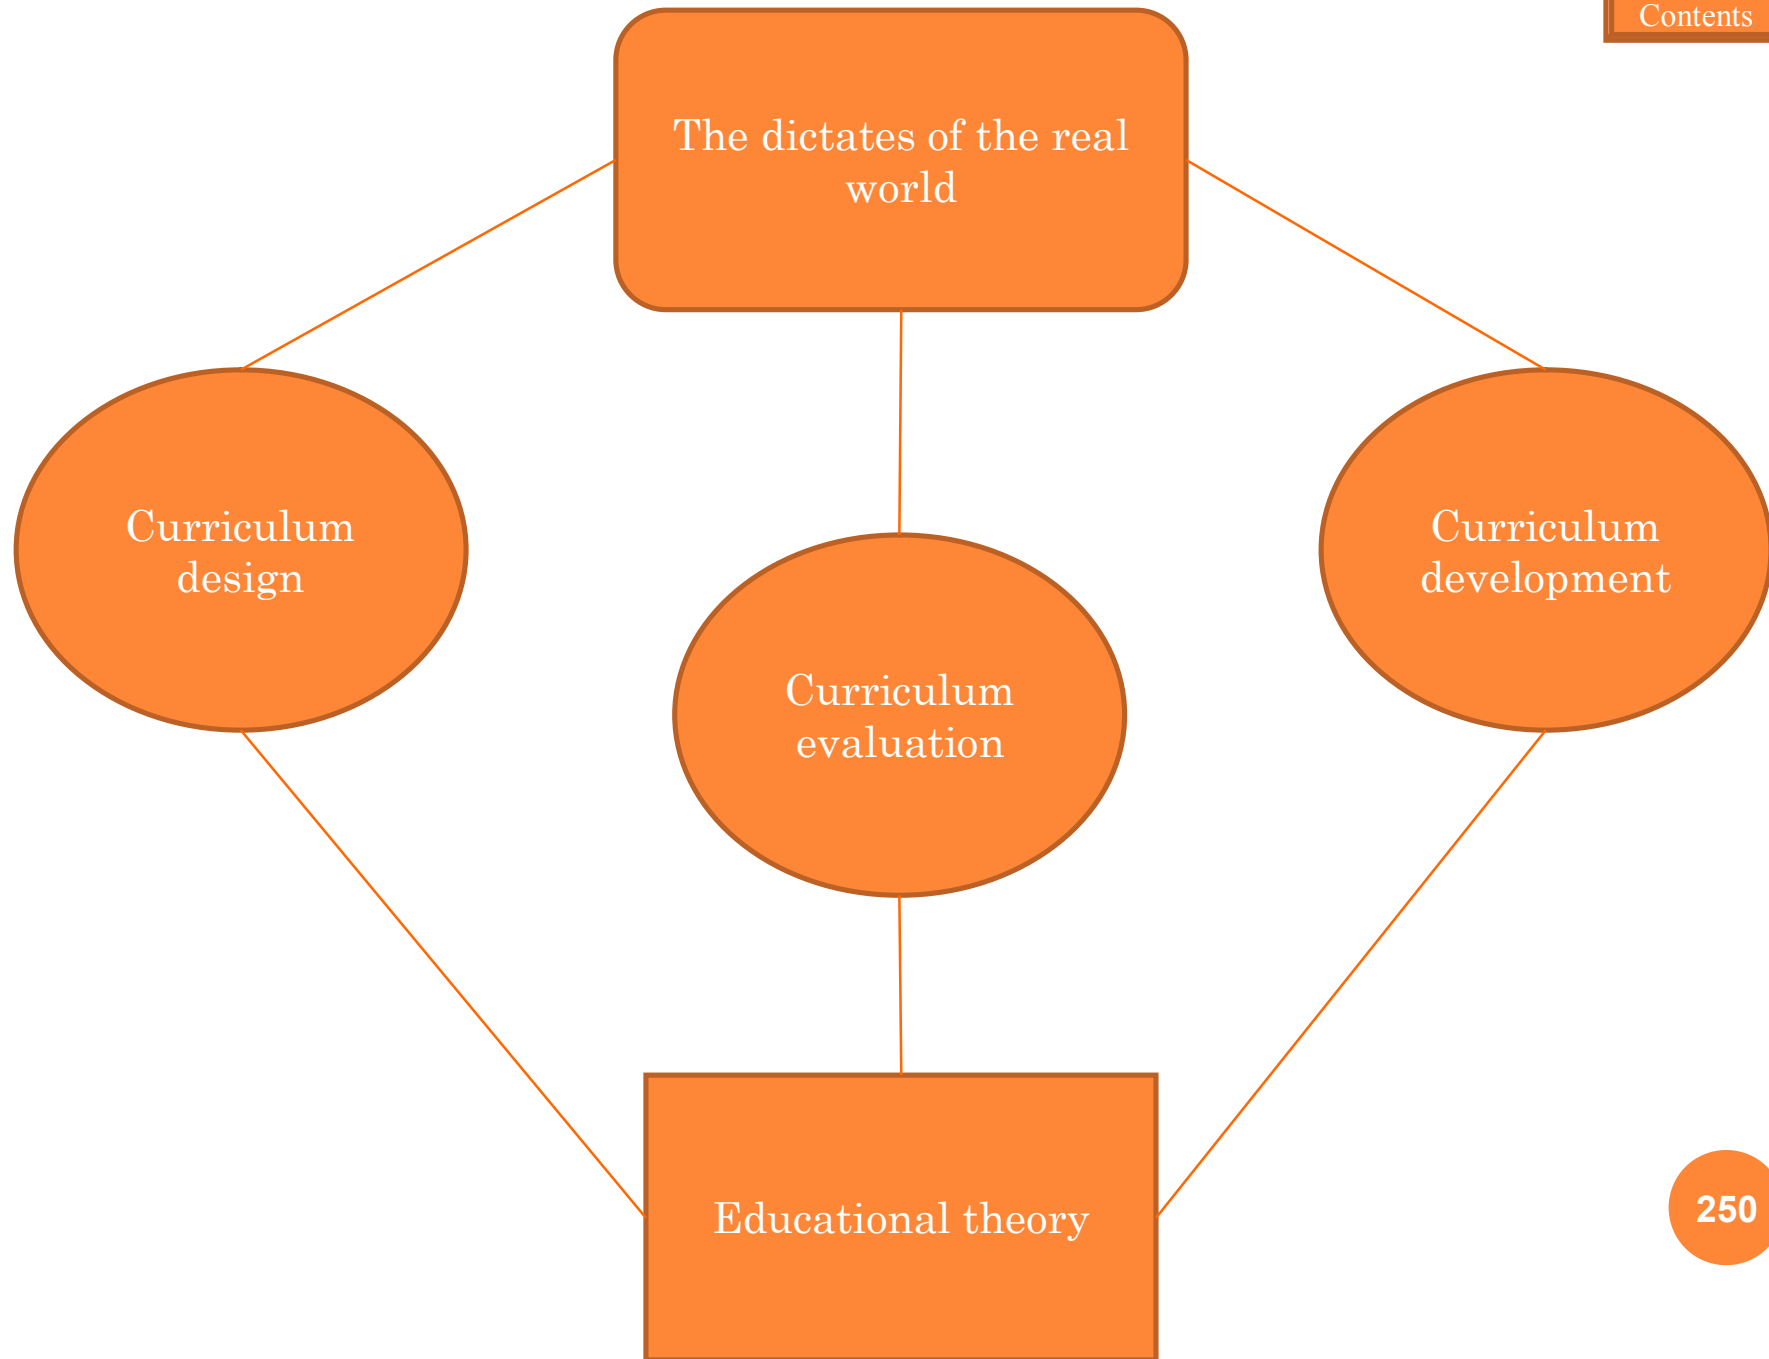 Contents
The dictates of the real
world
Curriculum
design
Curriculum
evaluation
Curriculum
development
Educational theory
250